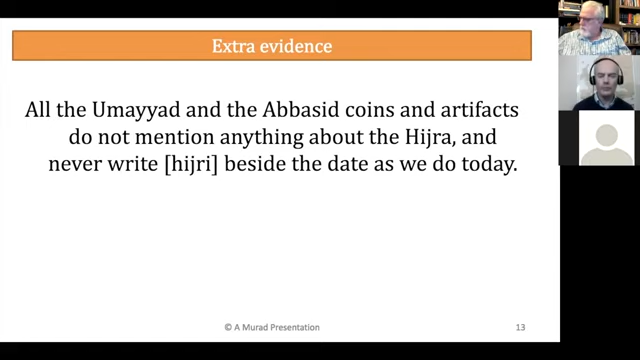 Extra evidence
All the Umayyad and the Abbasid coins and artifacts
do not mention anything about the Hijra, and
never write [hijri] beside the date as we do today.
© A Murad Presentation
13